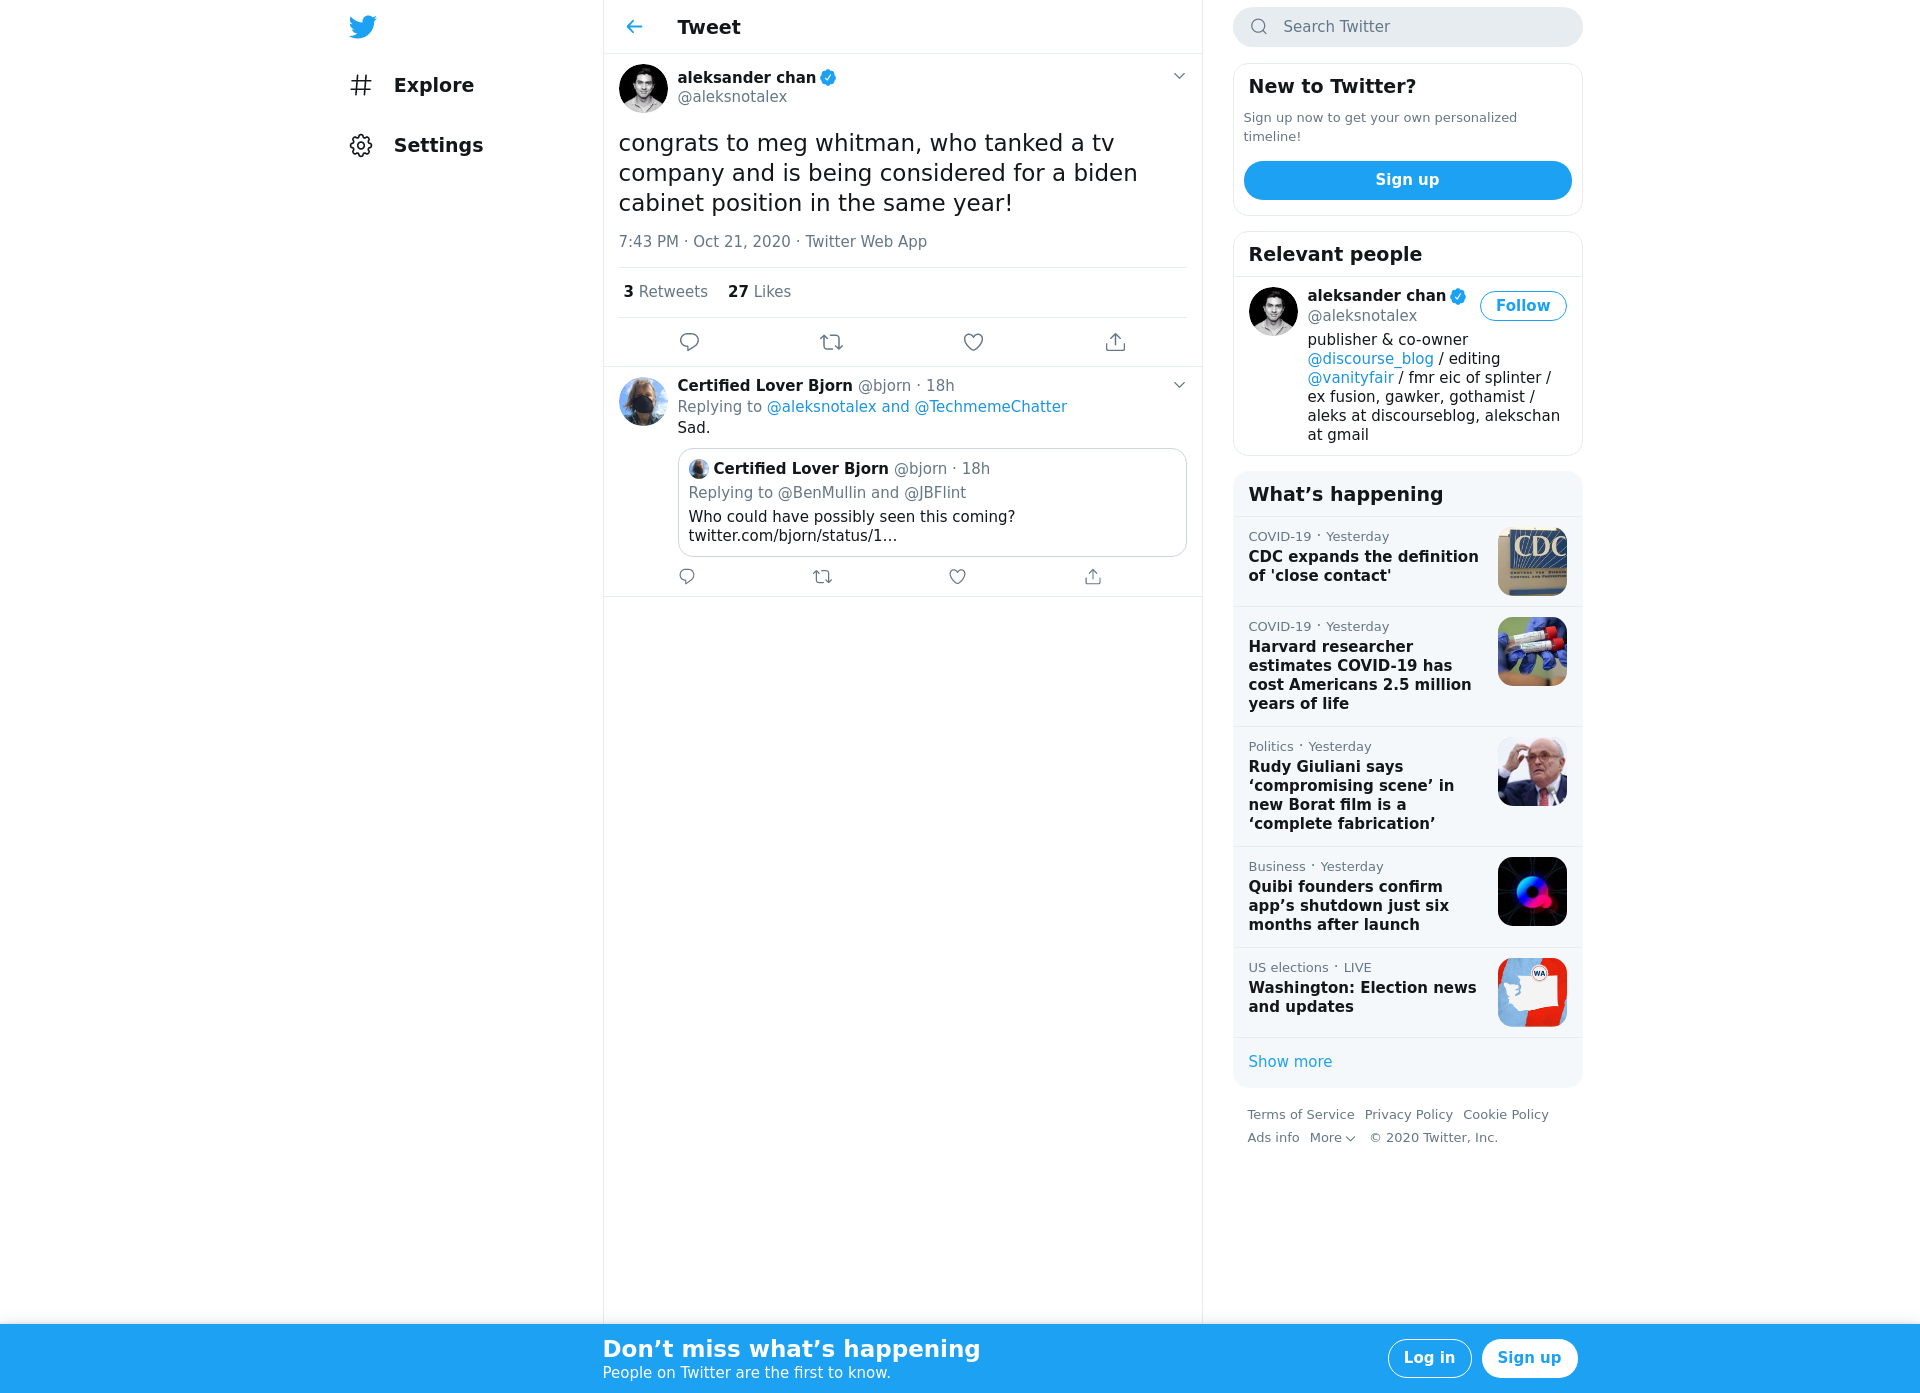 Explore
Settings
Tweet
aleksander chan
@aleksnotalex
congrats to meg whitman, who tanked a tv
company and is being considered for a biden
cabinet position in the same year!
7:43 PM · Oct 21, 2020 · Twitter Web App
3 Retweets 27 Likes
Certified Lover Bjorn @bjorn · 18h
Replying to @aleksnotalex and @TechmemeChatter
Sad.
Certified Lover Bjorn @bjorn · 18h
Replying to @BenMullin and @JBFlint
Who could have possibly seen this coming?
twitter.com/bjorn/status/1…
Search Twitter
New to Twitter?
Sign up now to get your own personalized
timeline!
Sign up
Relevant people
aleksander chan
@aleksnotalex
Follow
publisher & co-owner
@discourse_blog / editing
@vanityfair / fmr eic of splinter /
ex fusion, gawker, gothamist /
aleks at discourseblog, alekschan
at gmail
What’s happening
COVID-19 · Yesterday
CDC expands the definition
of 'close contact'
CDC
COVID-19 · Yesterday
Harvard researcher
estimates COVID-19 has
cost Americans 2.5 million
years of life
Politics · Yesterday
Rudy Giuliani says
‘compromising scene’ in
new Borat film is a
‘complete fabrication’
Business · Yesterday
Quibi founders confirm
app’s shutdown just six
months after launch
US elections · LIVE
Washington: Election news
and updates
WA
Show more
Terms of Service Privacy Policy Cookie Policy
Ads info More © 2020 Twitter, Inc.
Don’t miss what’s happening
People on Twitter are the first to know.
Log in
Sign up